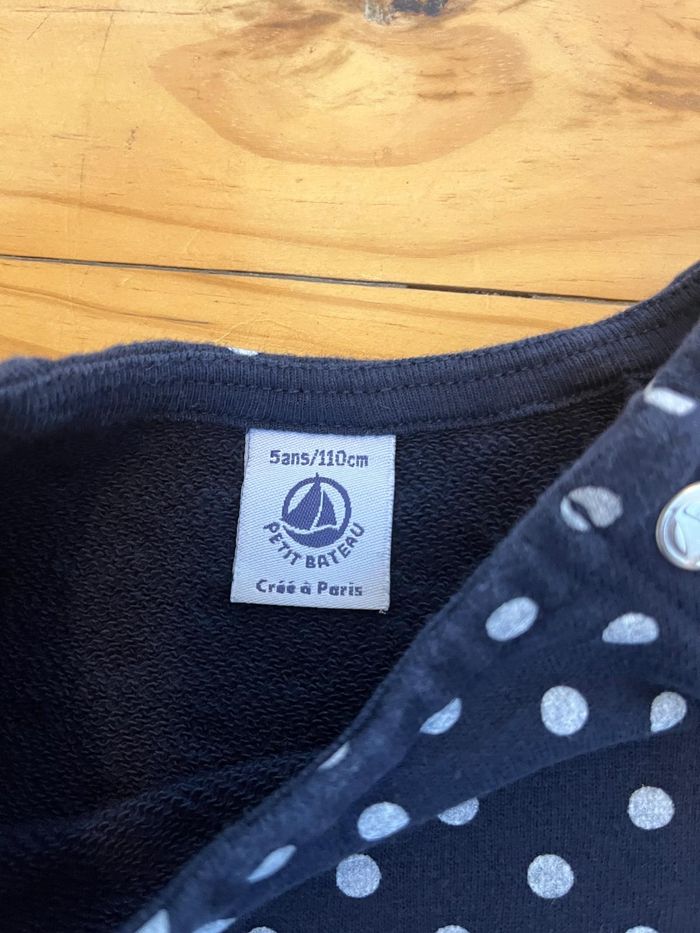 5ans/110cm
PETIT BATEAU
Créé à Paris